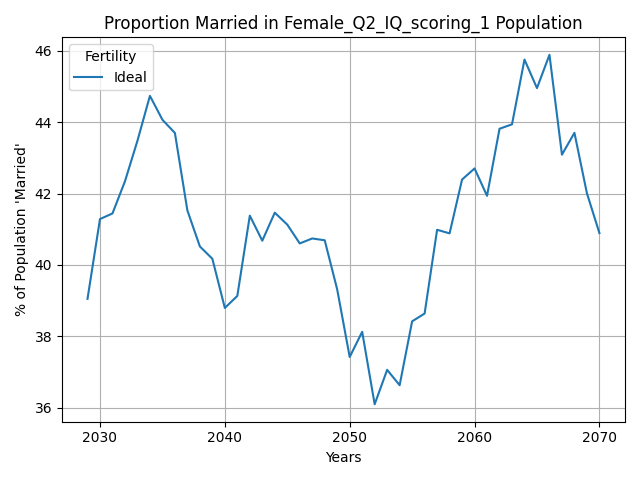 Proportion Married in Female_Q2_IQ_scoring_1 Population
Fertility
Ideal
% of Population 'Married'
46
44
42
40
38
36
2030 2040 2050 2060 2070
Years